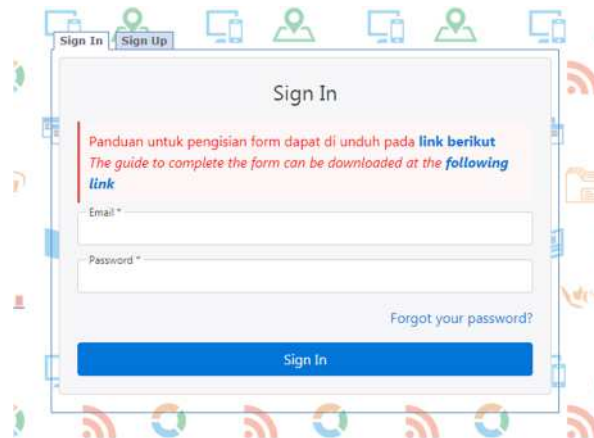 Sign In Sign Up
Sign In
Panduan untuk pengisian form dapat di unduh pada link berikut
The guide to complete the form can be downloaded at the following
link
Email *
Password *
Forgot your password?
Sign In